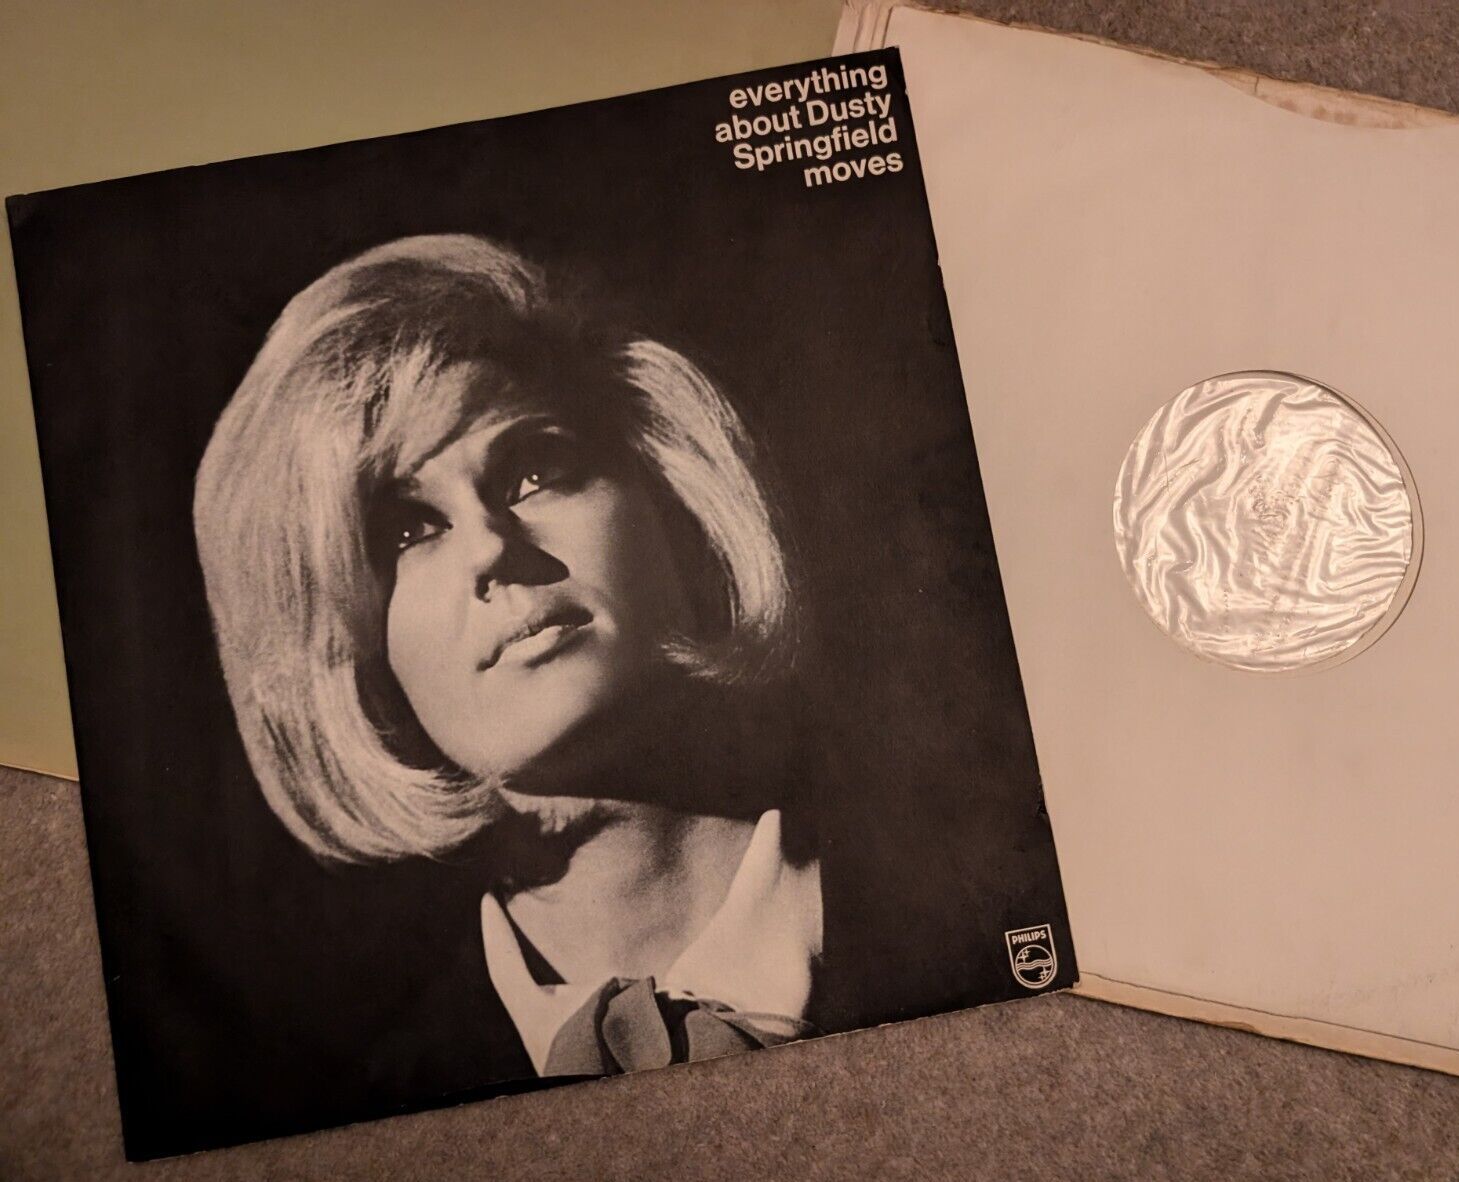 everything
about Dusty
Springfield
moves
PHILIPS